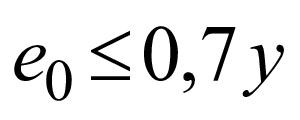 e₀ ≤ 0,7 y